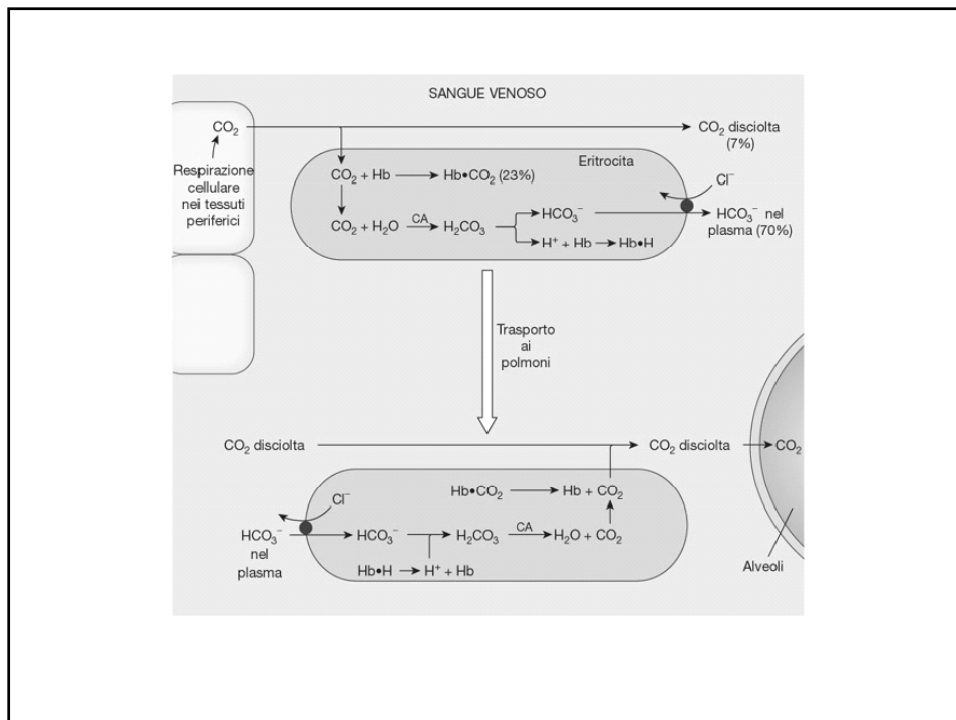 SANGUE VENOSO
CO₂
CO₂ disciolta
(7%)
Respirazione
cellulare
nei tessuti
periferici
Eritrocita
CO₂ + Hb → Hb•CO₂ (23%)
Cl⁻
CO₂ + H₂O CA→ H₂CO₃
HCO₃⁻
H⁺ + Hb → Hb•H
HCO₃⁻ nel
plasma (70%)
Trasporto
ai
polmoni
CO₂ disciolta
CO₂ disciolta
CO₂
Hb•CO₂ → Hb + CO₂
Cl⁻
HCO₃⁻
nel
plasma
HCO₃⁻ → H₂CO₃ CA→ H₂O + CO₂
Hb•H → H⁺ + Hb
Alveoli